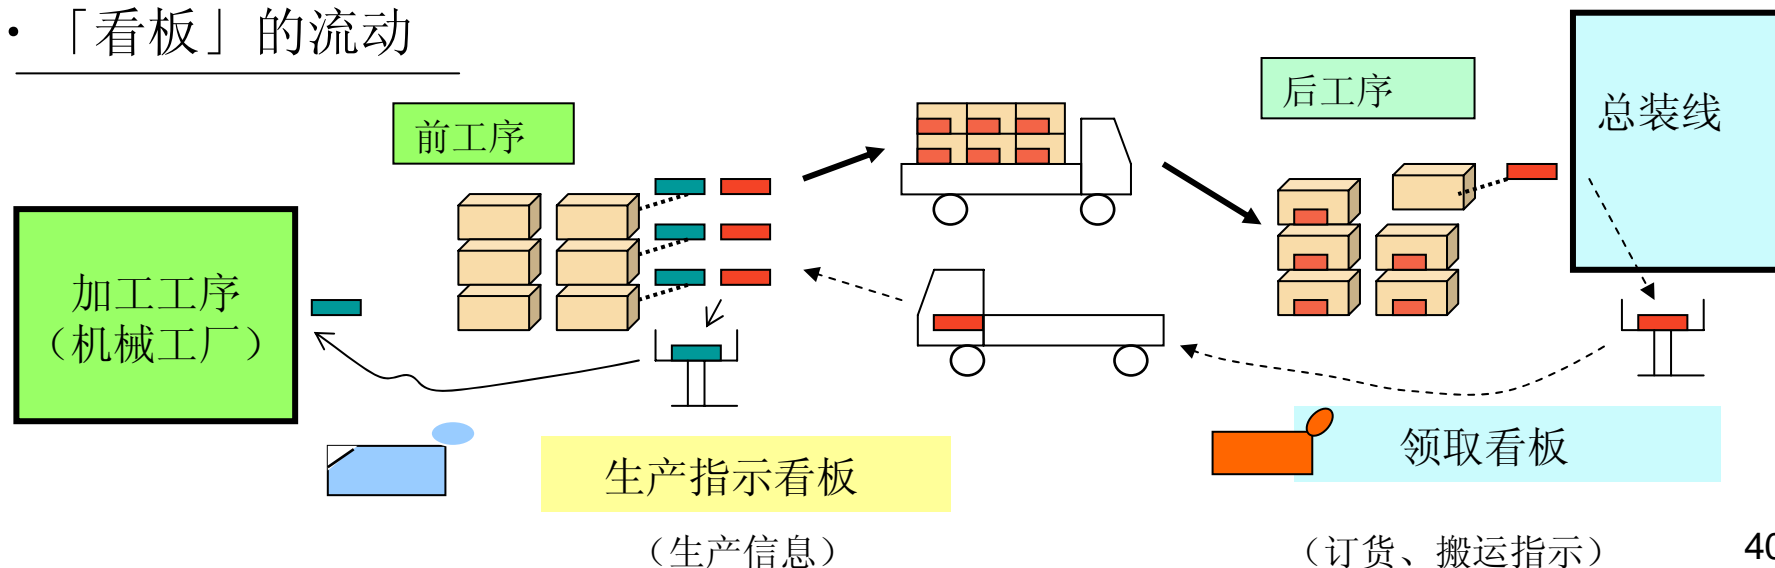 ·「看板」的流动
后工序
总装线
前工序
加工工序
（机械工厂）
领取看板
生产指示看板
（生产信息）
（订货、搬运指示）
40